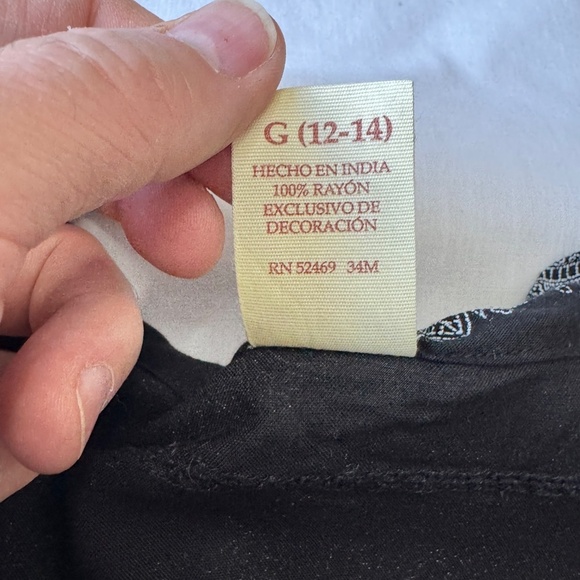 G (12-14)
HECHO EN INDIA
100% RAYÓN
EXCLUSIVO DE
DECORACIÓN
RN 52469 34M